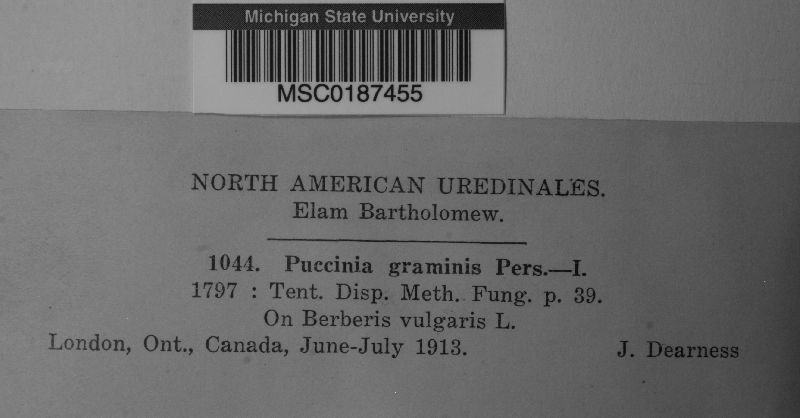 Michigan State University
MSC0187455
NORTH AMERICAN UREDINALES.
Elam Bartholomew.
1044. Puccinia graminis Pers.—I.
1797 : Tent. Disp. Meth. Fung. p. 39.
On Berberis vulgaris L.
London, Ont., Canada, June-July 1913. J. Dearness